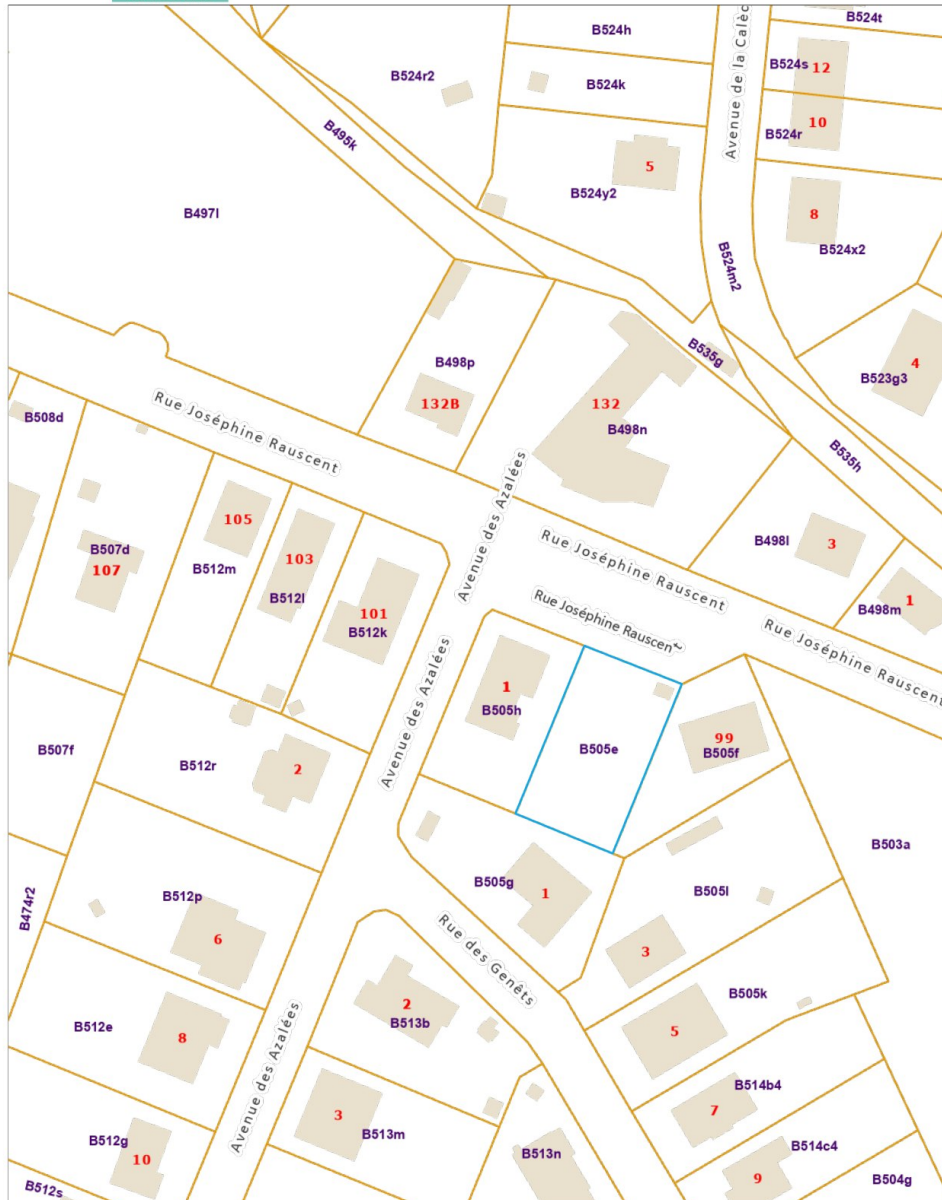 B524t
B524h
Avenue de la Calèc
B524s
12
B524r2
B524k
B495k
10
B524r
5
B524y2
B497l
8
B524x2
B524m2
B535g
B498p
4
B523g3
132B
132
B498n
Rue Joséphine Rauscent
B508d
B535h
Avenue des Azalées
105
B498l
3
Rue Joséphine Rauscent
B507d
107
103
B512m
B512l
101
B512k
Rue Joséphine Rauscent
1
B498m
Rue Joséphine Rauscent
Avenue des Azalées
1
B505h
B507f
B505e
99
B505f
B512r
2
B503a
B505g
1
B505l
B512p
B474r2
6
Rue des Genêts
3
B505k
2
B513b
B512e
8
5
Avenue des Azalées
B514b4
7
3
B513m
B512g
10
B513n
B514c4
9
B504g
B512s